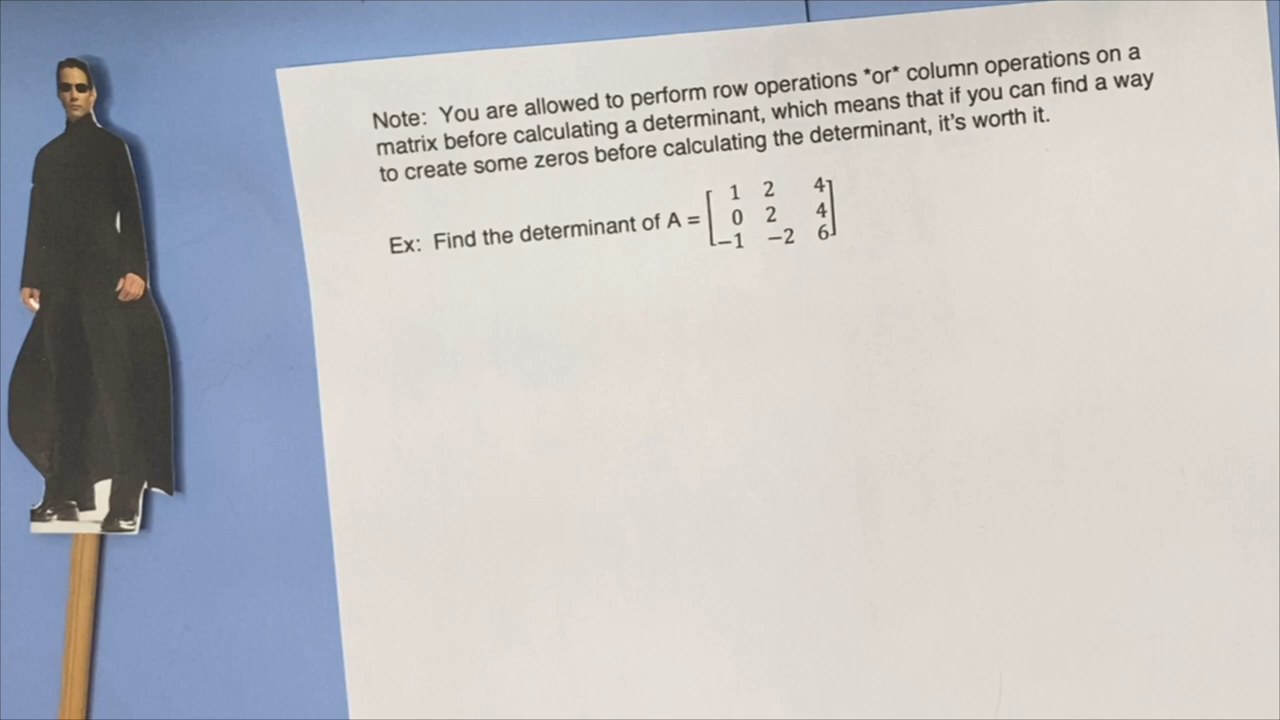 Note: You are allowed to perform row operations *or* column operations on a
matrix before calculating a determinant, which means that if you can find a way
to create some zeros before calculating the determinant, it's worth it.
1 2 4
Ex: Find the determinant of A = 0 2 4
−1 −2 6